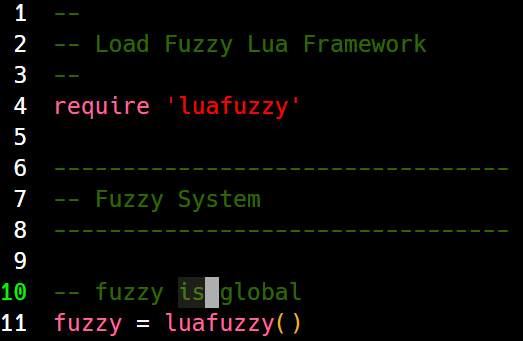 1 --
2 -- Load Fuzzy Lua Framework
3 --
4 require 'luafuzzy'
5
6 ---------------------------------
7 -- Fuzzy System
8 ---------------------------------
9
10 -- fuzzy is global
11 fuzzy = luafuzzy()